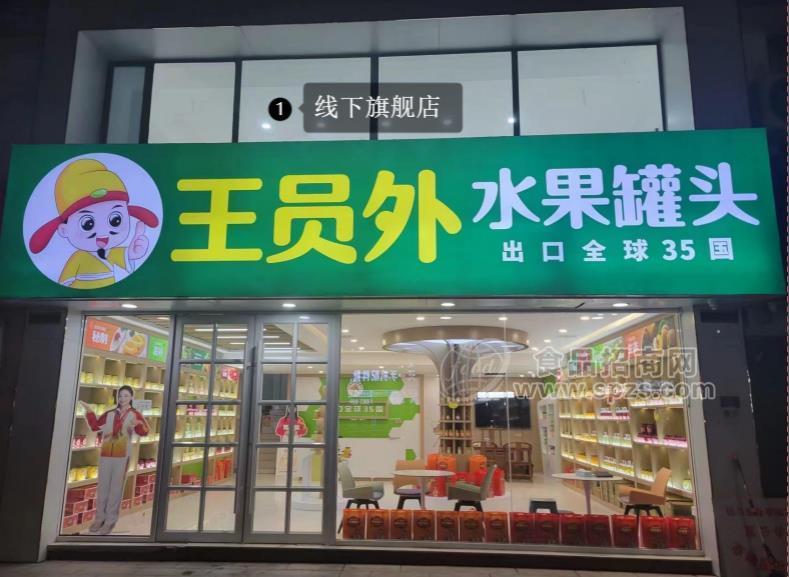 1 线下旗舰店
王员外 水果罐头
出口全球35国
食品招商网
www.spzs.com